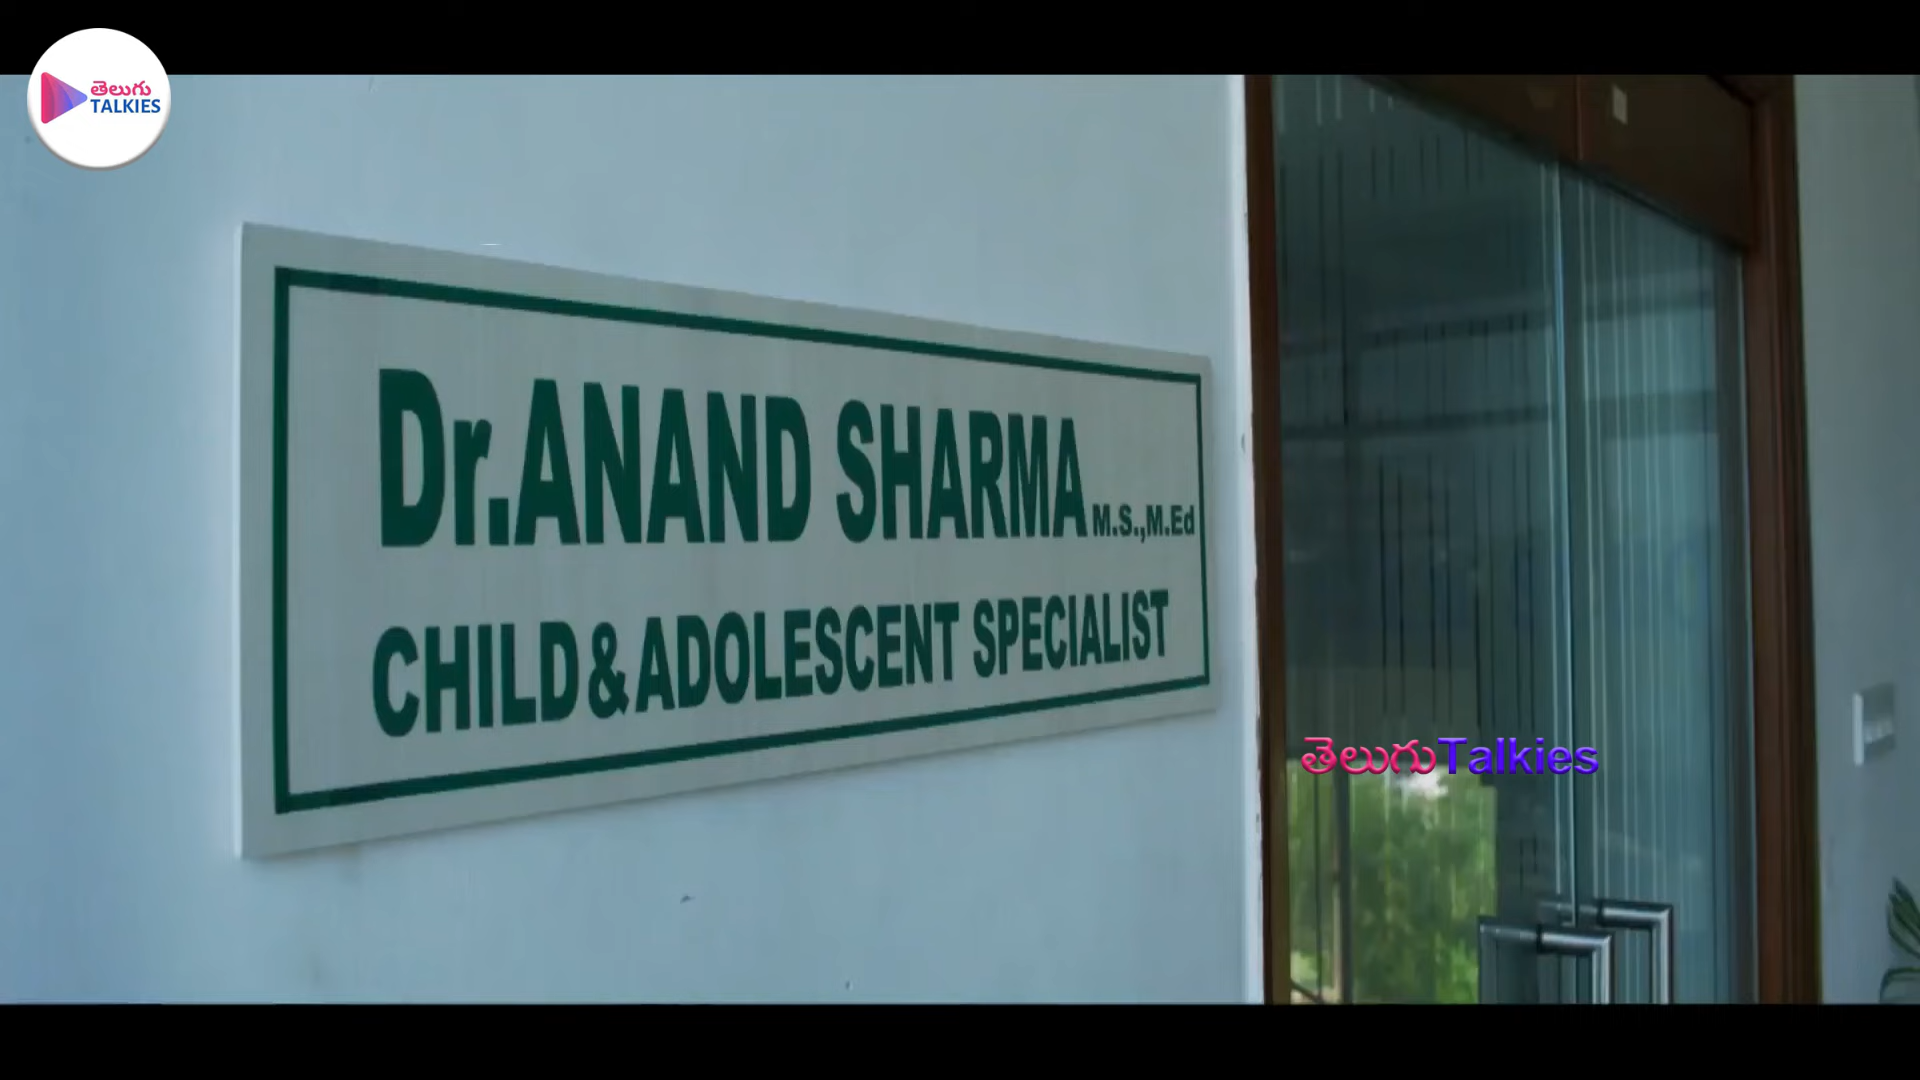 తెలుగు
TALKIES
Dr.ANAND SHARMA M.S.,M.Ed
CHILD & ADOLESCENT SPECIALIST
తెలుగుTalkies